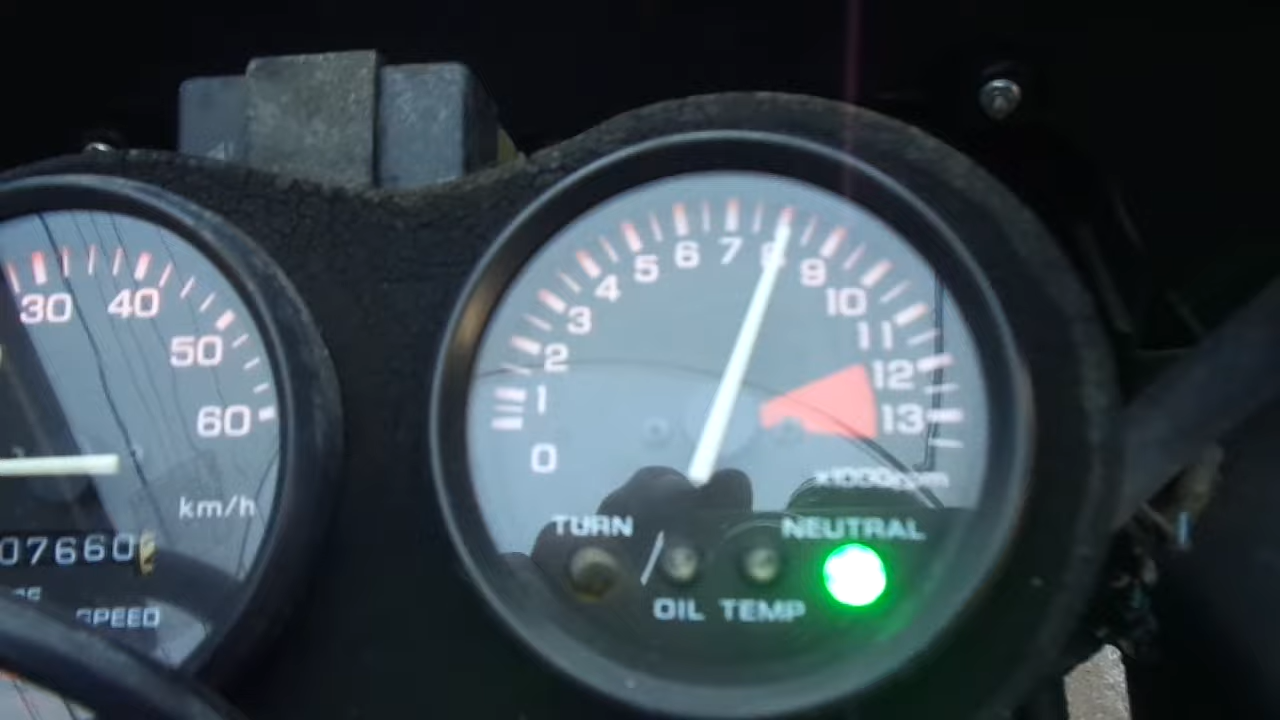 30 40 50 60
km/h
07660
SPEED
0 1 2 3 4 5 6 7 8 9 10 11 12 13
x1000rpm
TURN NEUTRAL
OIL TEMP